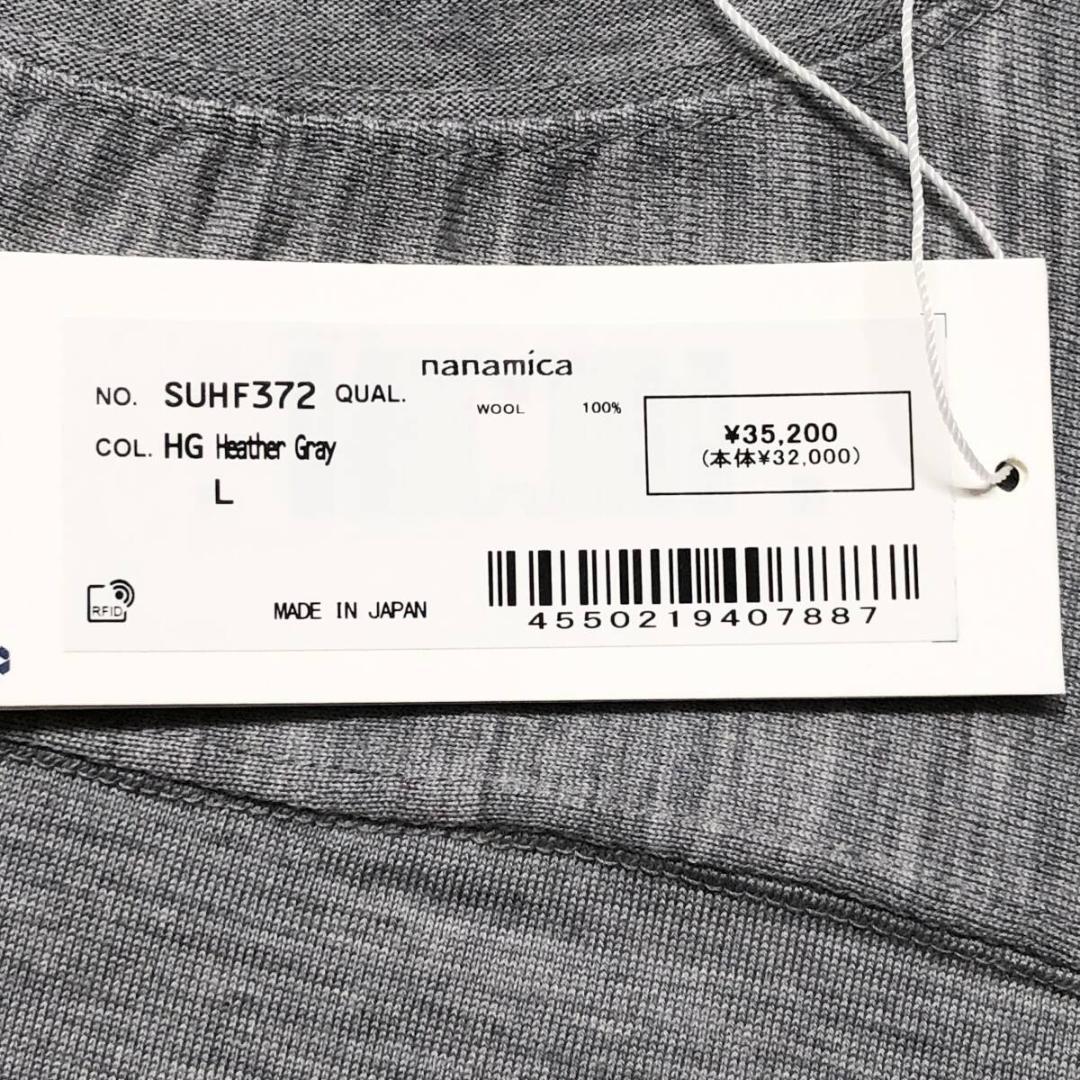 nanamica
NO. SUHF372 QUAL.
WOOL 100%
COL. HG Heather Gray
L
¥35,200
(本体¥32,000)
RFID
MADE IN JAPAN
4550219407887